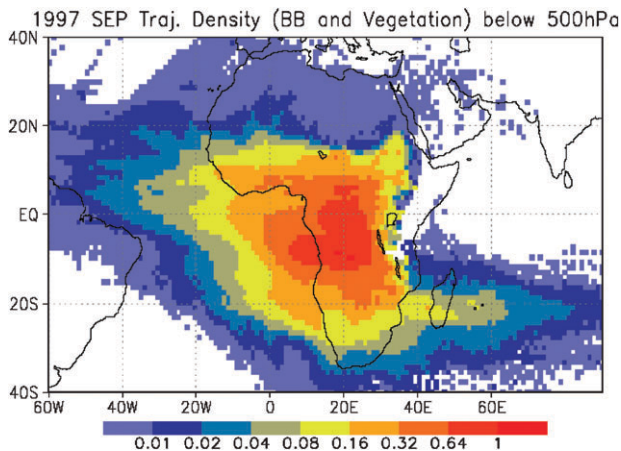 1997 SEP Traj. Density (BB and Vegetation) below 500hPa
40N
20N
EQ
20S
40S
60W 40W 20W 0 20E 40E 60E
0.01 0.02 0.04 0.08 0.16 0.32 0.64 1